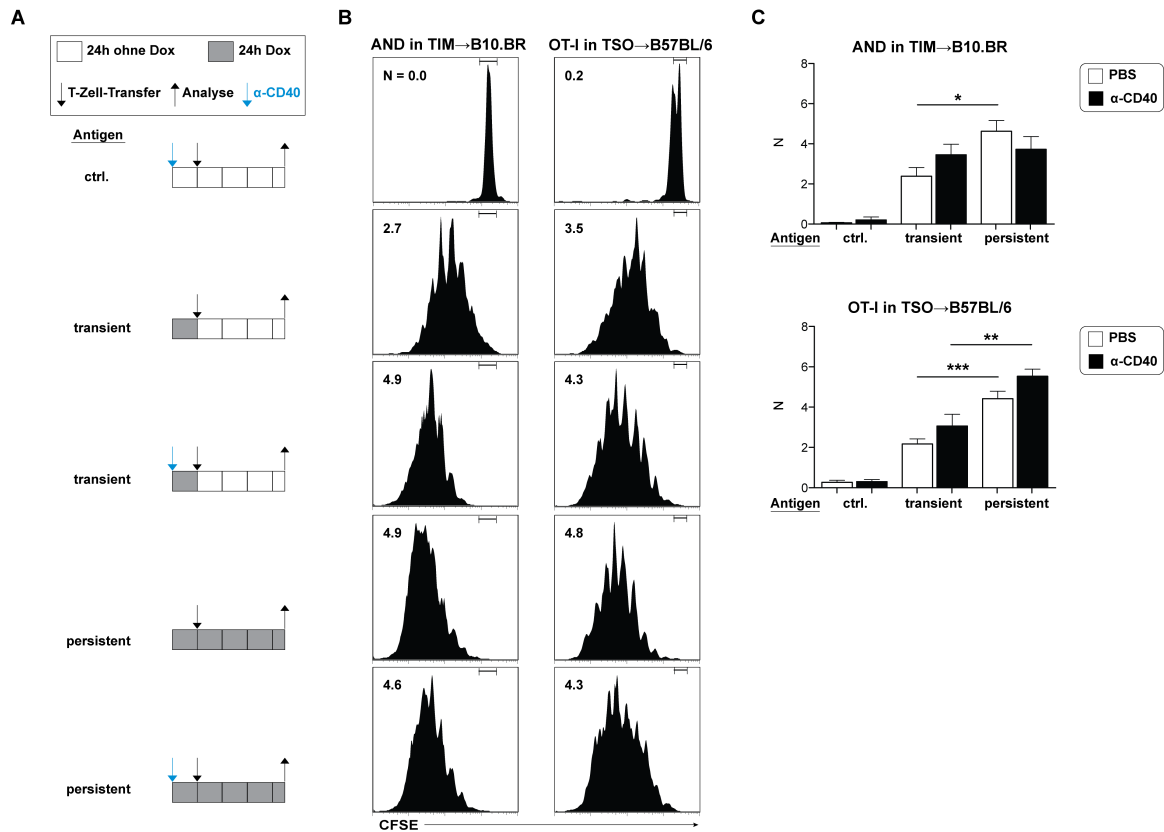 A
24h ohne Dox
24h Dox
T-Zell-Transfer
Analyse
α-CD40
Antigen
ctrl.
transient
transient
persistent
persistent
B
AND in TIM→B10.BR
OT-I in TSO→B57BL/6
N = 0.0
0.2
2.7
3.5
4.9
4.3
4.9
4.8
4.6
4.3
CFSE
C
AND in TIM→B10.BR
PBS
α-CD40
8
6
4
2
0
N
*
Antigen
ctrl.
transient
persistent
OT-I in TSO→B57BL/6
PBS
α-CD40
8
6
4
2
0
N
**
***
Antigen
ctrl.
transient
persistent